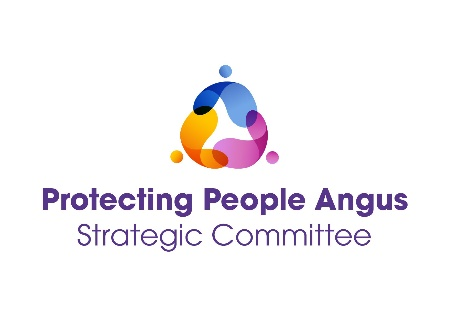 Protecting People Angus
Strategic Committee